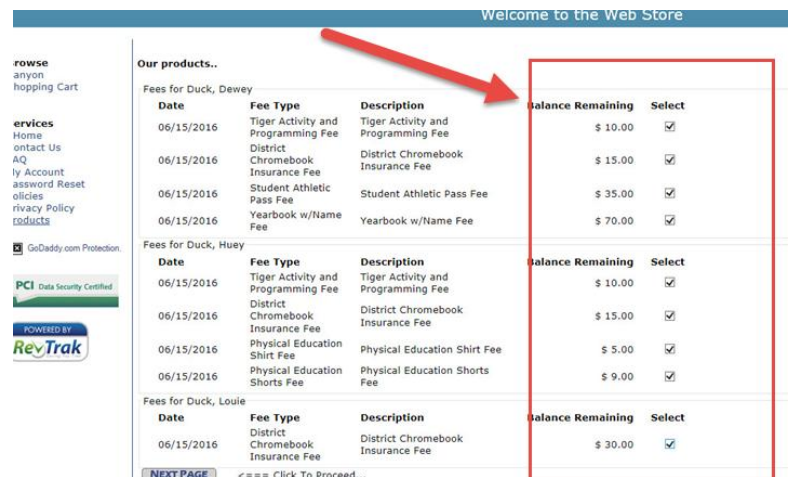 Welcome to the Web Store
rowse
anyon
hopping Cart
ervices
Home
ontact Us
AQ
y Account
assword Reset
olicies
rivacy Policy
roducts
GoDaddy.com Protection.
PCI Data Security Certified
POWERED BY
RevTrak
Our products..
Fees for Duck, Dewey
Date Fee Type Description Balance Remaining Select
06/15/2016 Tiger Activity and Programming Fee Tiger Activity and Programming Fee $ 10.00
06/15/2016 District Chromebook Insurance Fee District Chromebook Insurance Fee $ 15.00
06/15/2016 Student Athletic Pass Fee Student Athletic Pass Fee $ 35.00
06/15/2016 Yearbook w/Name Fee Yearbook w/Name Fee $ 70.00
Fees for Duck, Huey
Date Fee Type Description Balance Remaining Select
06/15/2016 Tiger Activity and Programming Fee Tiger Activity and Programming Fee $ 10.00
06/15/2016 District Chromebook Insurance Fee District Chromebook Insurance Fee $ 15.00
06/15/2016 Physical Education Shirt Fee Physical Education Shirt Fee $ 5.00
06/15/2016 Physical Education Shorts Fee Physical Education Shorts Fee $ 9.00
Fees for Duck, Louie
Date Fee Type Description Balance Remaining Select
06/15/2016 District Chromebook Insurance Fee District Chromebook Insurance Fee $ 30.00
NEXT PAGE <=== Click To Proceed...